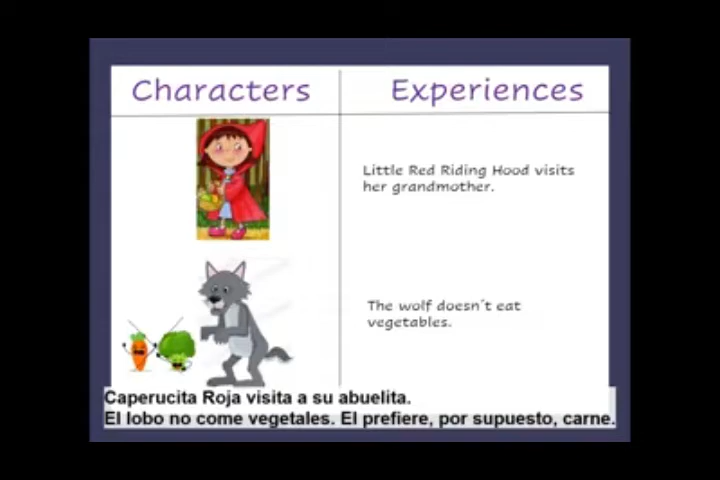 Characters
Experiences
Little Red Riding Hood visits
her grandmother.
The wolf doesn´t eat
vegetables.
Caperucita Roja visita a su abuelita.
El lobo no come vegetales. El prefiere, por supuesto, carne.